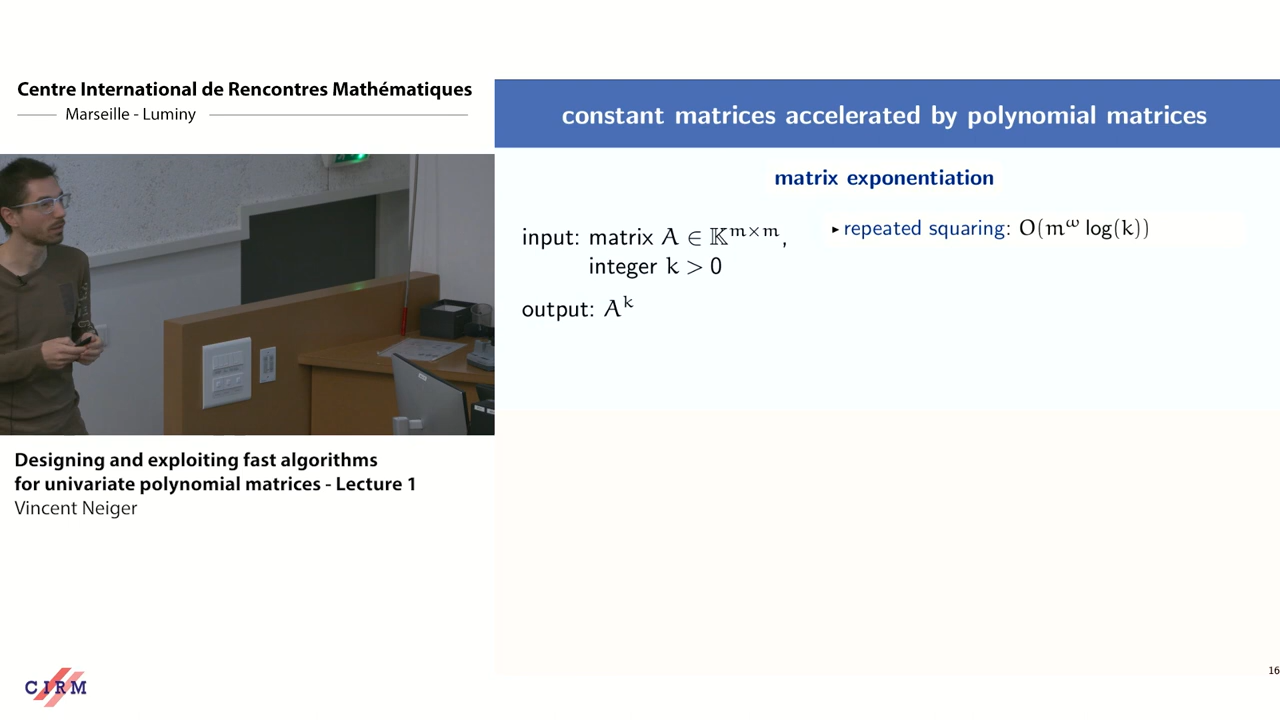 Centre International de Rencontres Mathématiques
Marseille - Luminy
constant matrices accelerated by polynomial matrices
matrix exponentiation
input: matrix A ∈ 𝕂^{m×m},
integer k > 0
output: A^k
▸ repeated squaring: O(m^ω log(k))
Designing and exploiting fast algorithms
for univariate polynomial matrices - Lecture 1
Vincent Neiger
16
CIRM